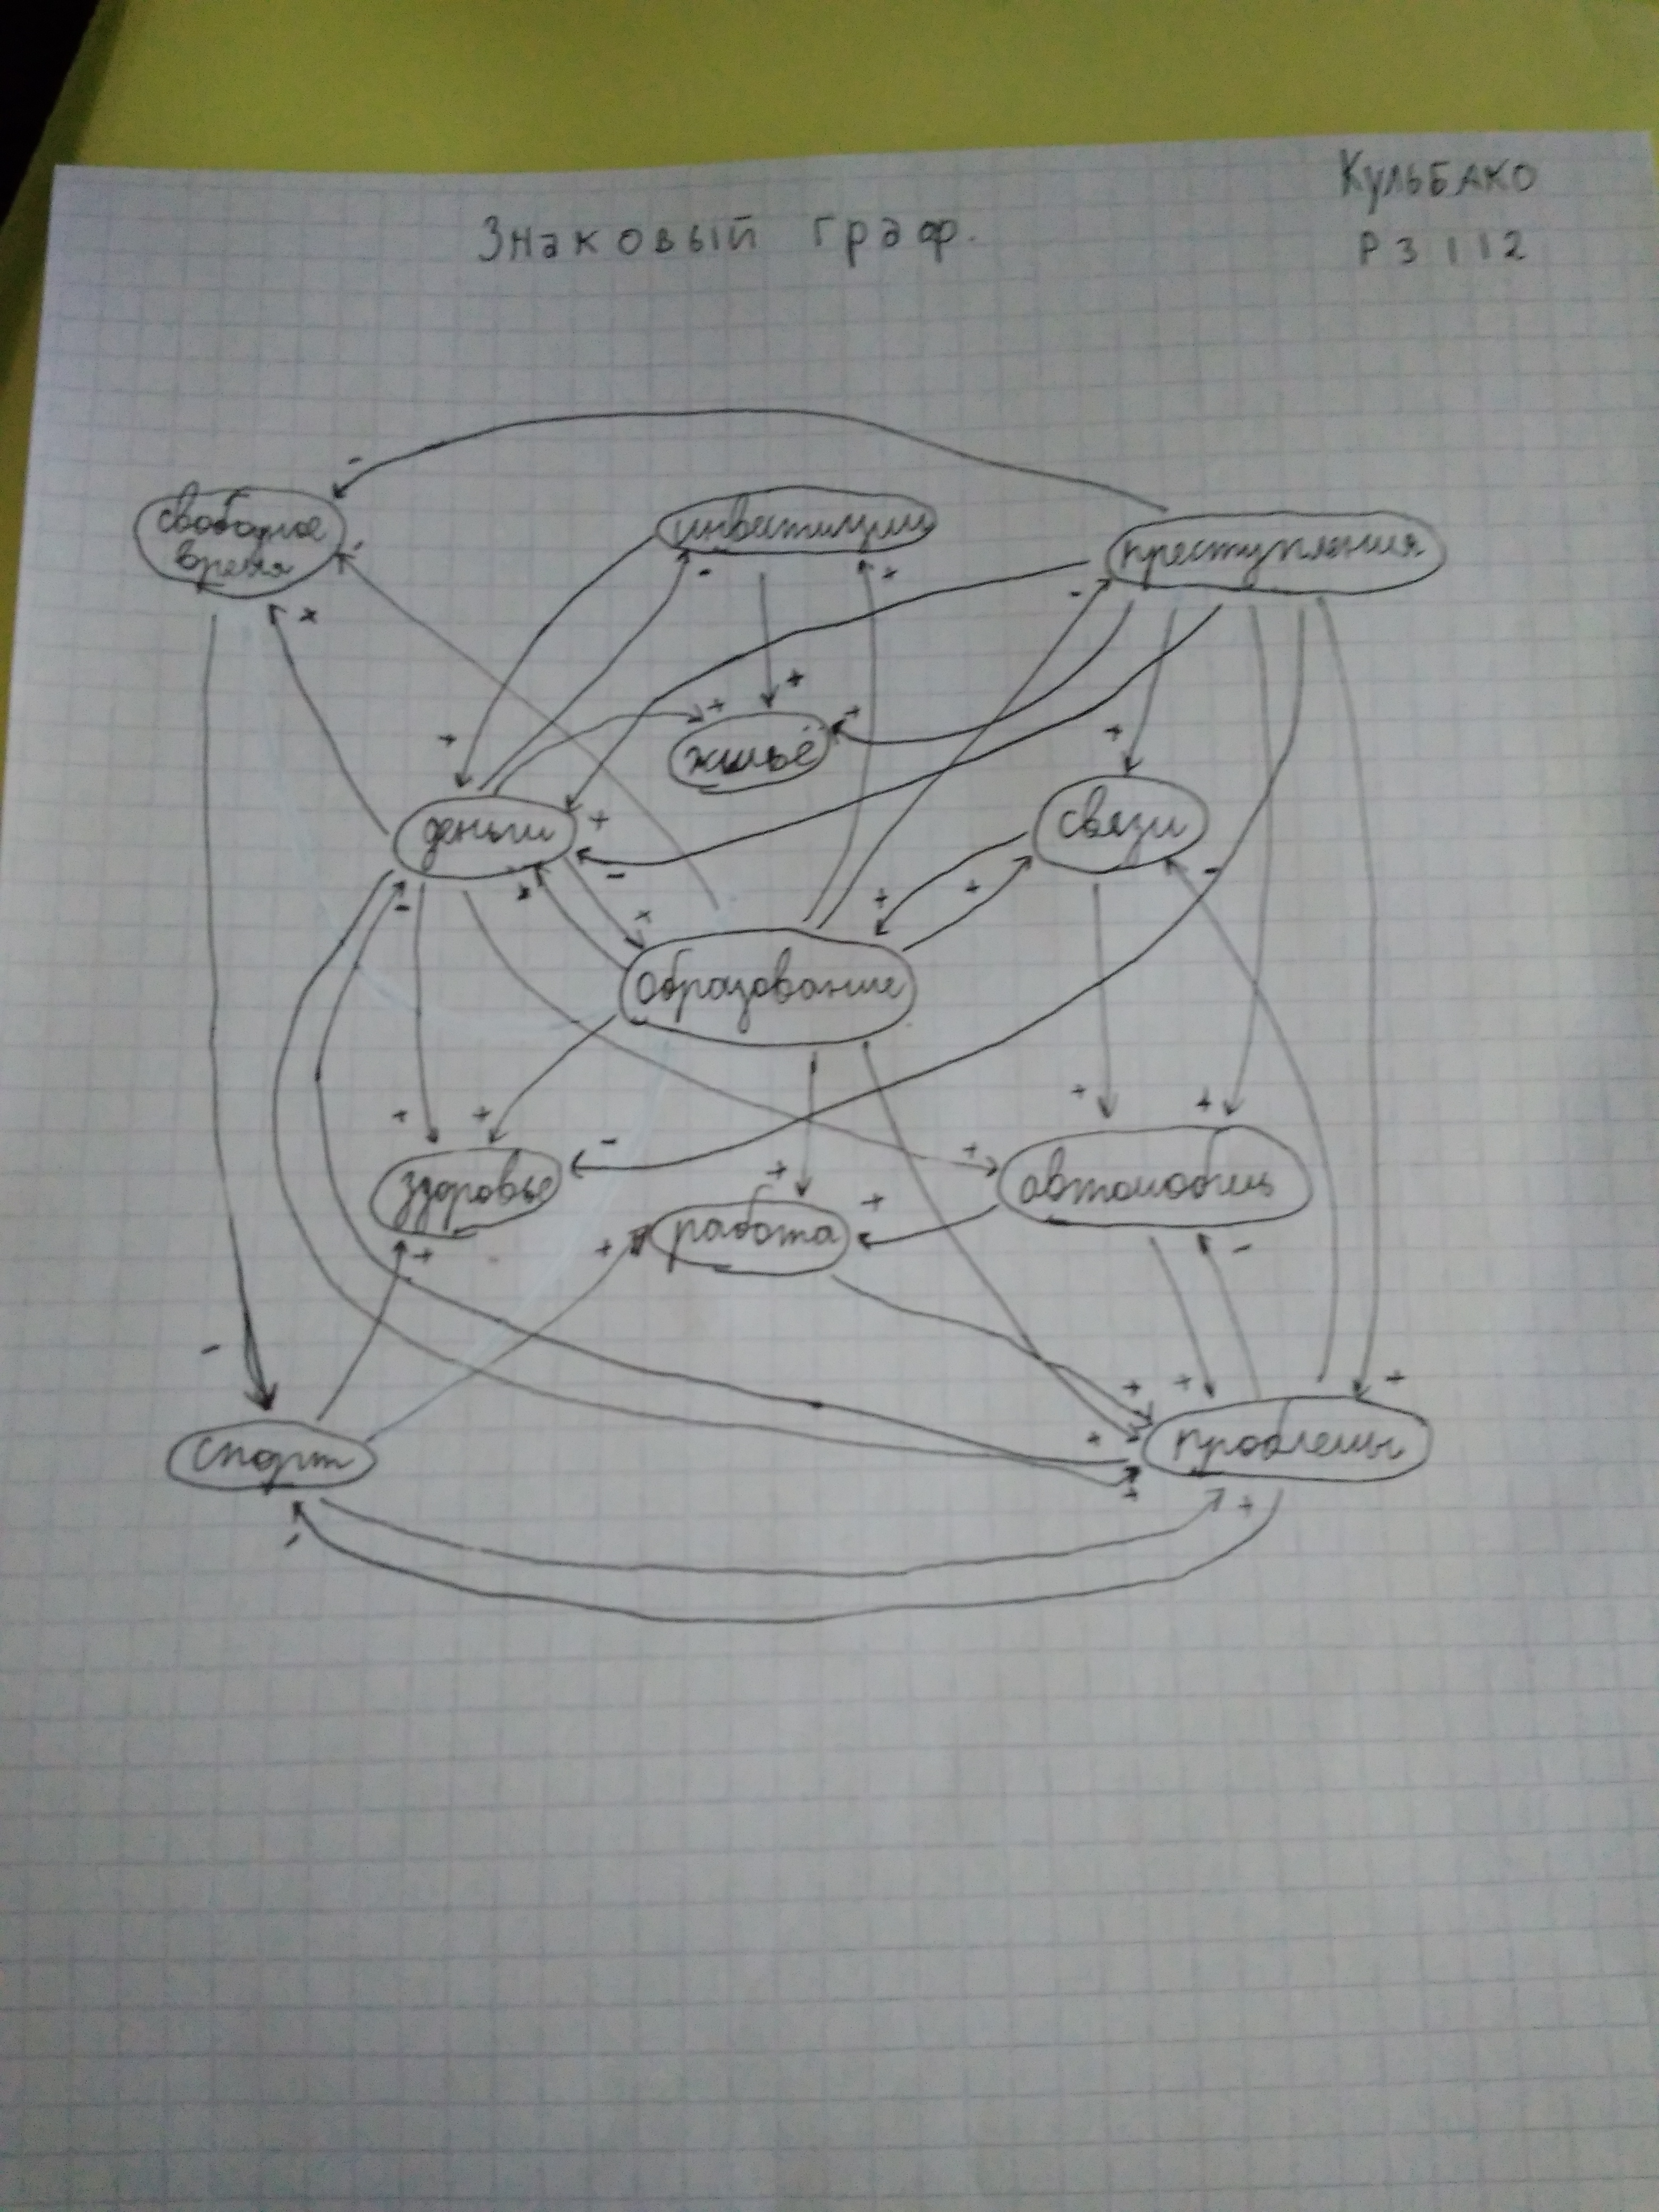 Кульбако
Р3112
Знаковый граф.
свободное
время
инвестиции
преступления
жильё
деньги
связи
образование
здоровье
работа
автомобиль
спорт
проблемы